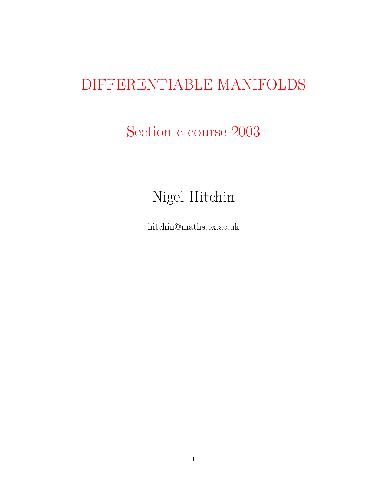 DIFFERENTIABLE MANIFOLDS
Section c course 2003
Nigel Hitchin
hitchin@maths.ox.ac.uk
1